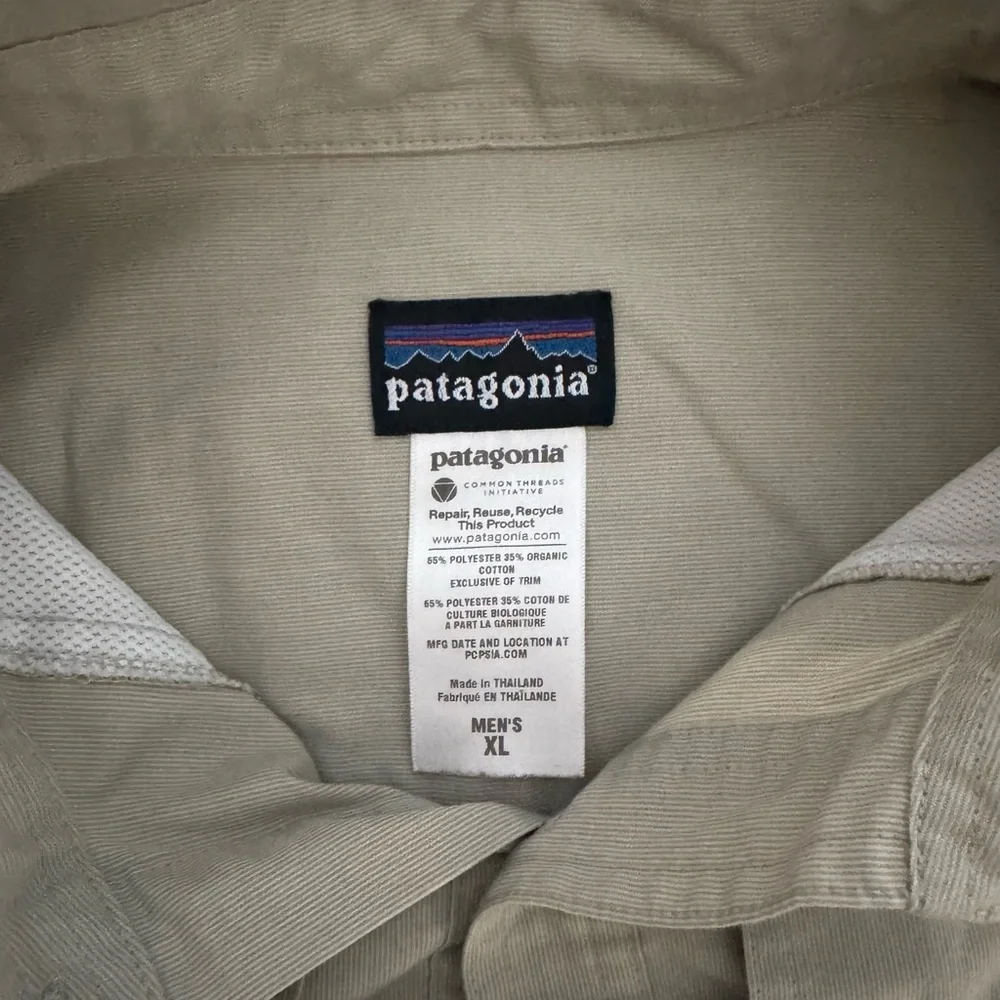 patagonia®
patagonia®
COMMON THREADS
INITIATIVE
Repair, Reuse, Recycle
This Product
www.patagonia.com
65% POLYESTER 35% ORGANIC
COTTON
EXCLUSIVE OF TRIM
65% POLYESTER 35% COTON DE
CULTURE BIOLOGIQUE
A PART LA GARNITURE
MFG DATE AND LOCATION AT
PCPSIA.COM
Made in THAILAND
Fabriqué EN THAÏLANDE
MEN'S
XL